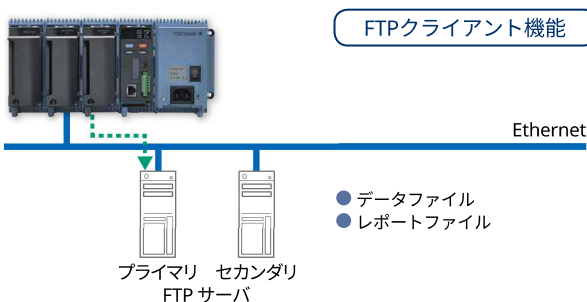 FTPクライアント機能
YOKOGAWA
Ethernet
データファイル
レポートファイル
プライマリ セカンダリ
FTP サーバ